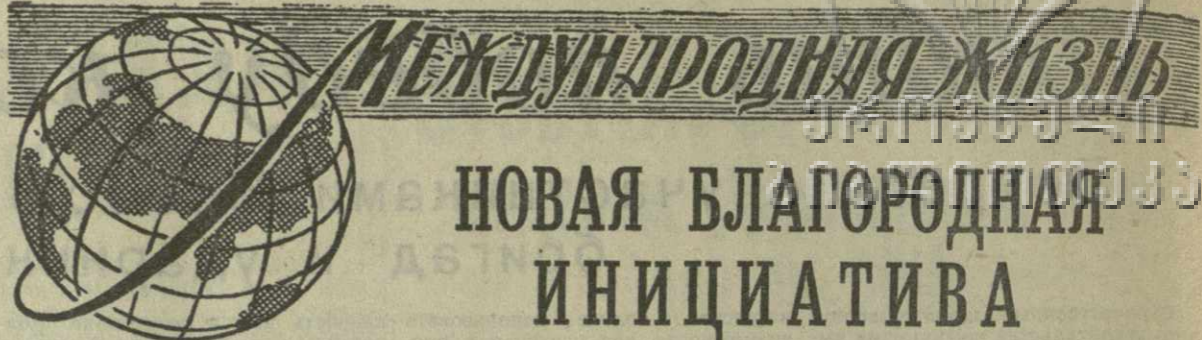 МЕЖДУНАРОДНАЯ ЖИЗНЬ
НОВАЯ БЛАГОРОДНАЯ
ИНИЦИАТИВА